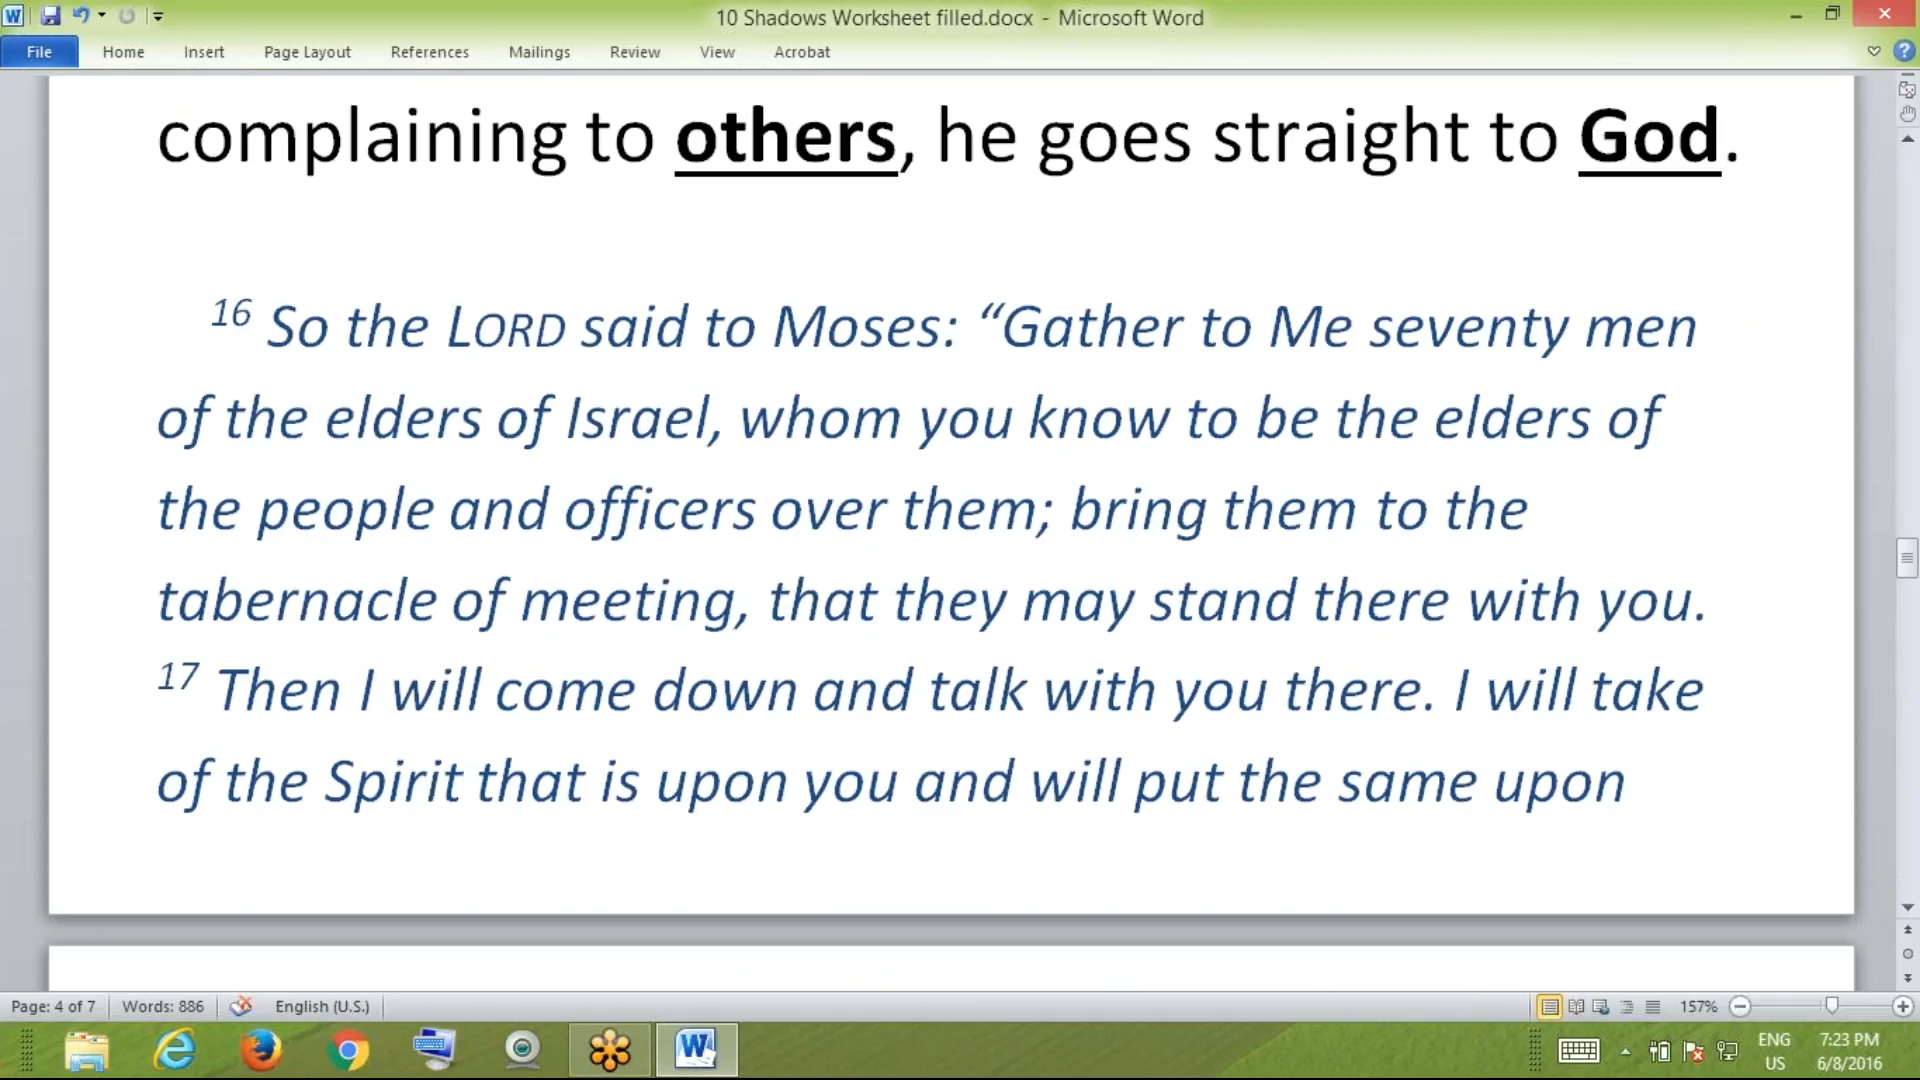 10 Shadows Worksheet filled.docx - Microsoft Word
File Home Insert Page Layout References Mailings Review View Acrobat
complaining to others, he goes straight to God.
16 So the LORD said to Moses: “Gather to Me seventy men
of the elders of Israel, whom you know to be the elders of
the people and officers over them; bring them to the
tabernacle of meeting, that they may stand there with you.
17 Then I will come down and talk with you there. I will take
of the Spirit that is upon you and will put the same upon
Page: 4 of 7 Words: 886 English (U.S.) 157%
ENG 7:23 PM
US 6/8/2016